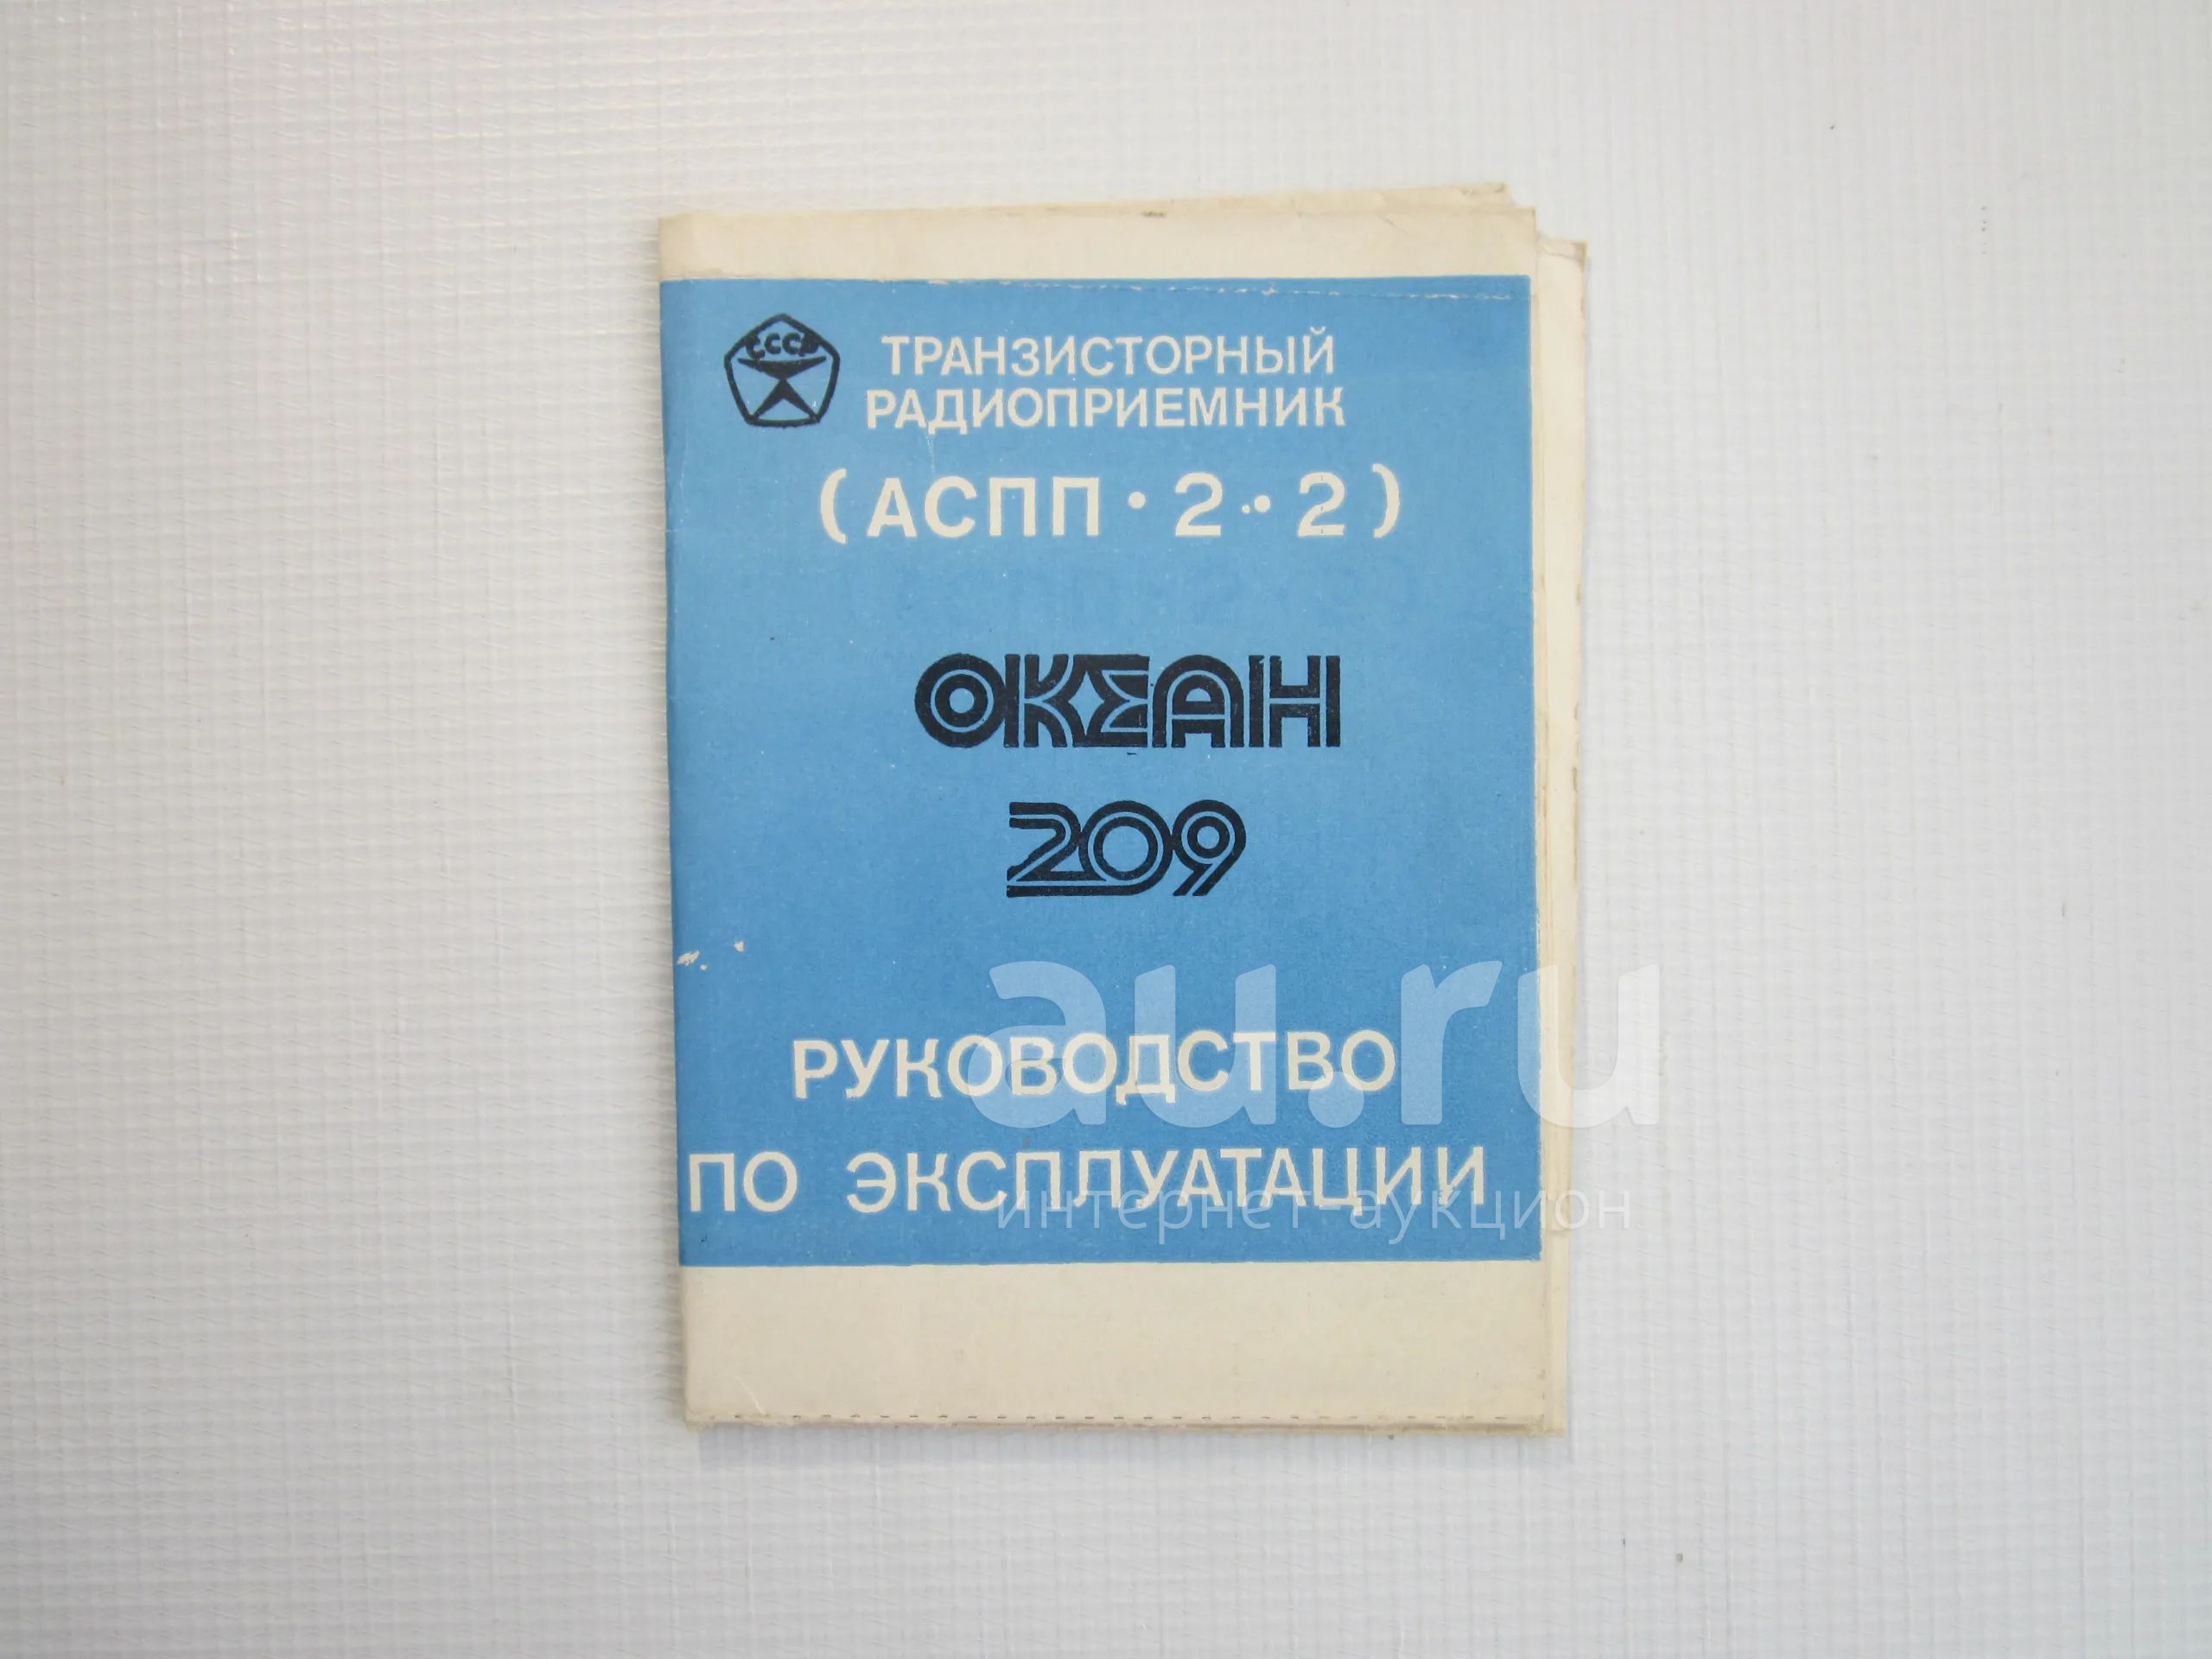 СССР
ТРАНЗИСТОРНЫЙ
РАДИОПРИЕМНИК
(АСПП·2·2)
ОКЕАН
209
РУКОВОДСТВО
ПО ЭКСПЛУАТАЦИИ
au.ru
интернет-аукцион